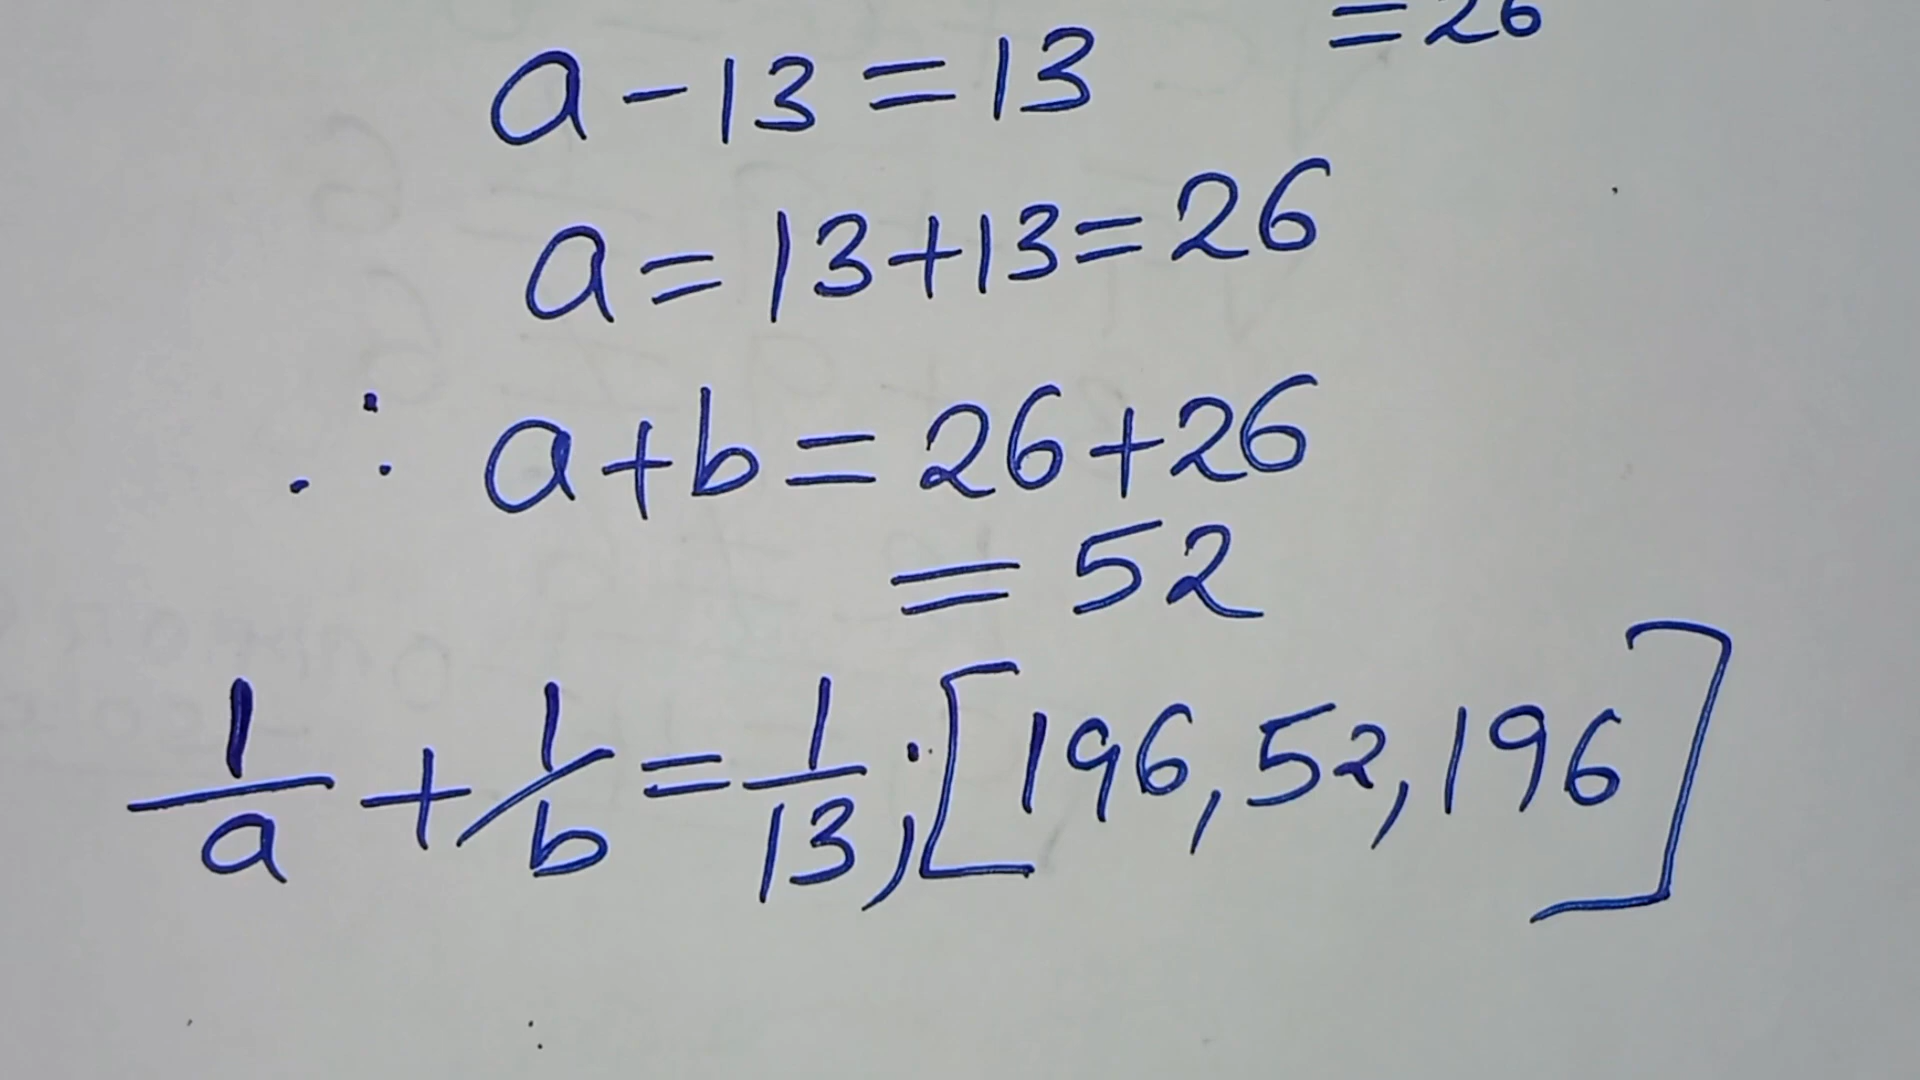 = 26
a - 13 = 13
a = 13 + 13 = 26
∴ a + b = 26 + 26
= 52
1/a + 1/b = 1/13 ; [196, 52, 196]